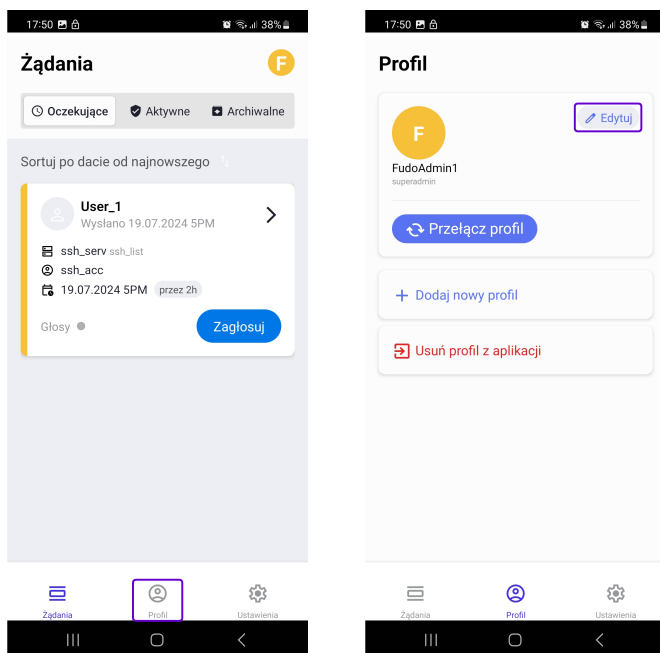 17:50 38%
Żądania F
Oczekujące Aktywne Archiwalne
Sortuj po dacie od najnowszego
User_1
Wysłano 19.07.2024 5PM
ssh_serv ssh_list
ssh_acc
19.07.2024 5PM przez 2h
Głosy Zagłosuj
Żądania Profil Ustawienia
17:50 38%
Profil
F Edytuj
FudoAdmin1
superadmin
Przełącz profil
Dodaj nowy profil
Usuń profil z aplikacji
Żądania Profil Ustawienia